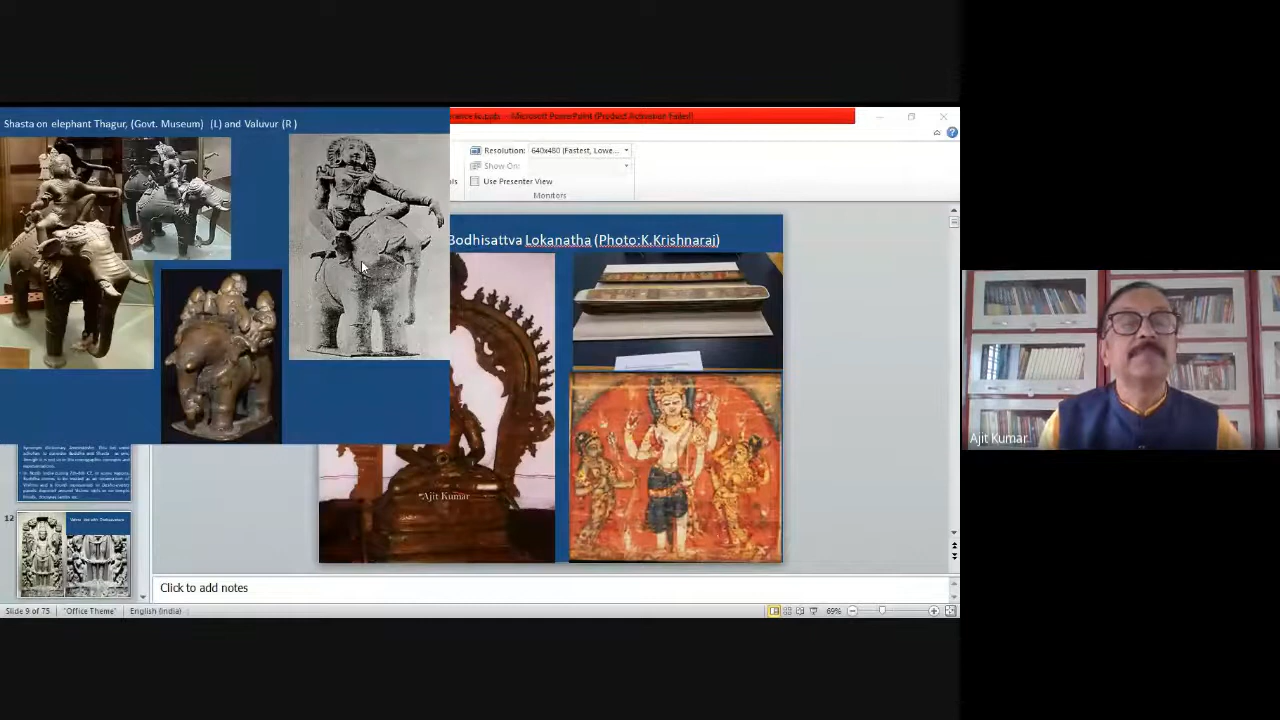 Shasta on elephant Thagur, (Govt. Museum)  (L) and Valuvur (R )
Microsoft PowerPoint (Product Activation Failed)
Resolution: 640x480 (Fastest, Lowe...
Show On:
Use Presenter View
Monitors
Bodhisattva Lokanatha (Photo:K.Krishnaraj)
"Ajit Kumar
Ajit Kumar
12
Click to add notes
Slide 9 of 75
"Office Theme"
English (India)
69%